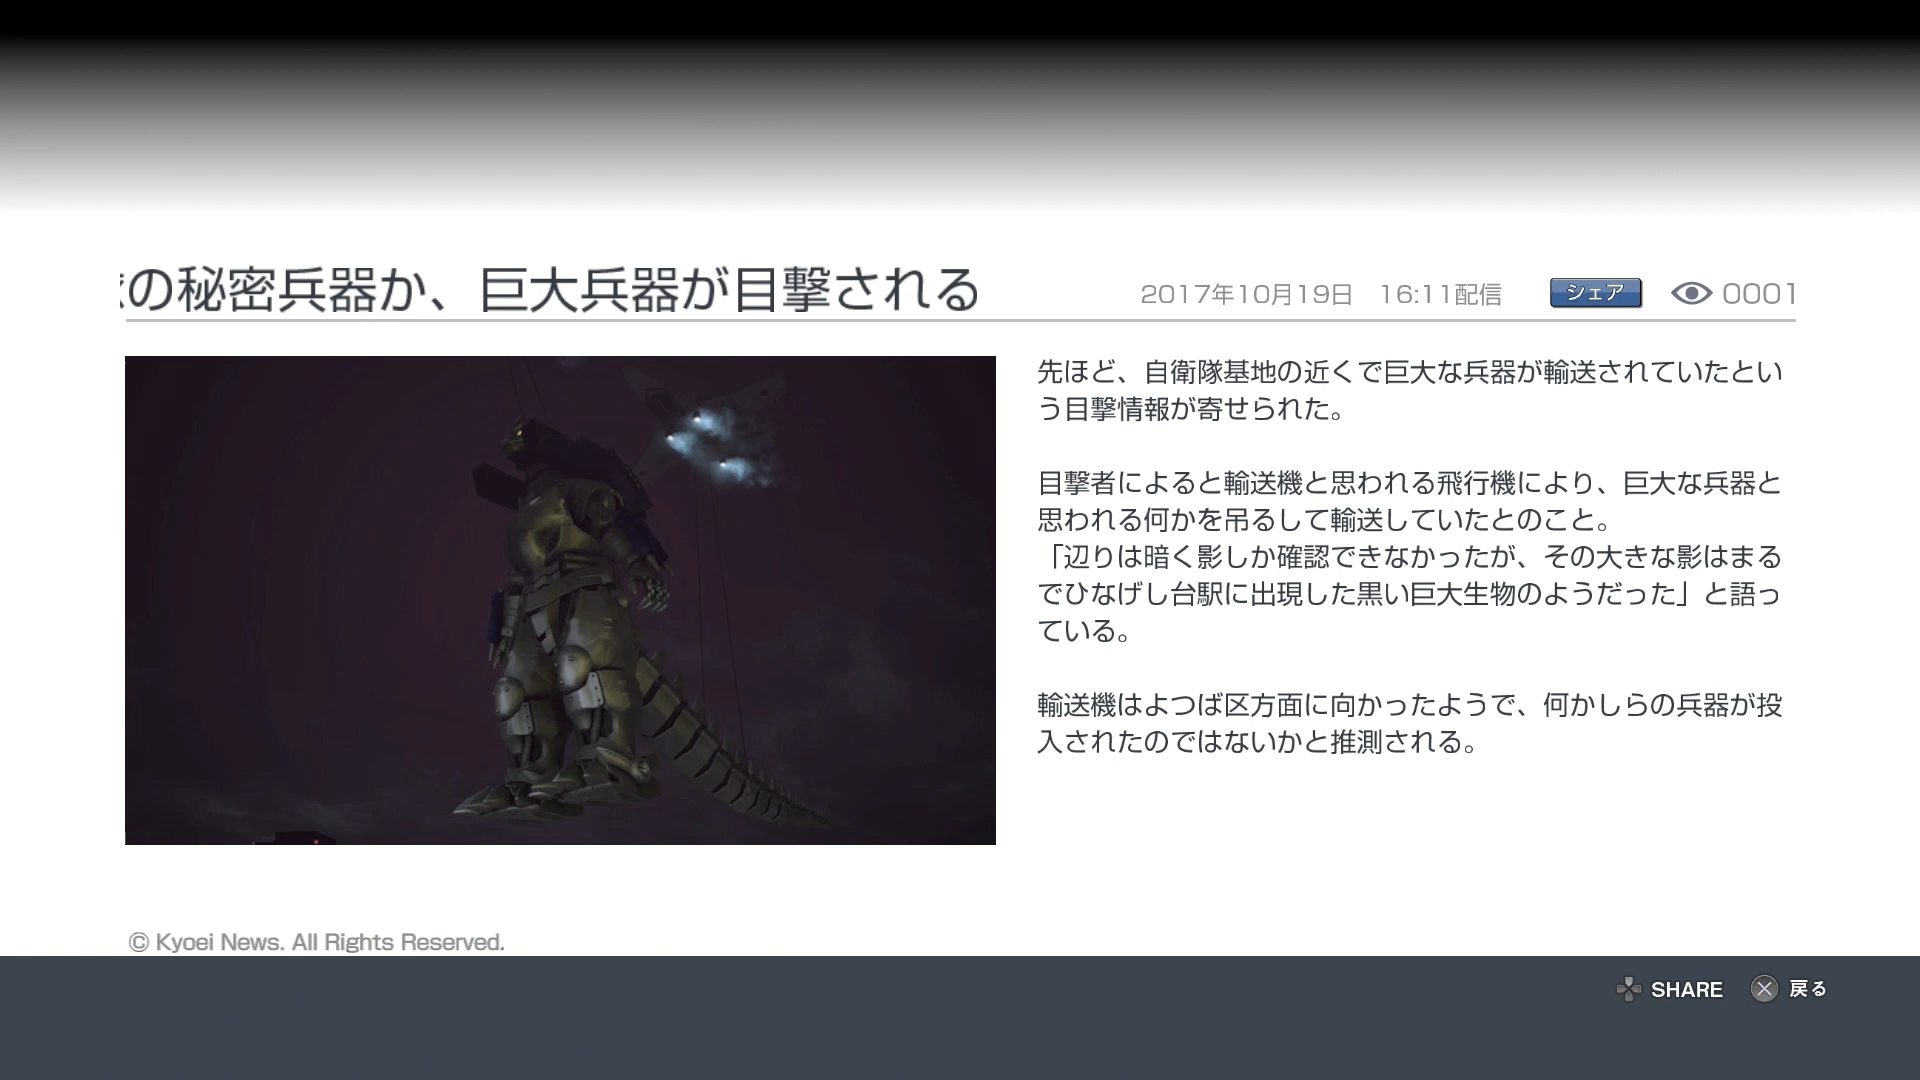 の秘密兵器か、巨大兵器が目撃される
2017年10月19日　16:11配信
シェア
0001
先ほど、自衛隊基地の近くで巨大な兵器が輸送されていたとい
う目撃情報が寄せられた。
目撃者によると輸送機と思われる飛行機により、巨大な兵器と
思われる何かを吊るして輸送していたとのこと。
「辺りは暗く影しか確認できなかったが、その大きな影はまる
でひなげし台駅に出現した黒い巨大生物のようだった」と語っ
ている。
輸送機はよつば区方面に向かったようで、何かしらの兵器が投
入されたのではないかと推測される。
© Kyoei News. All Rights Reserved.
SHARE
戻る